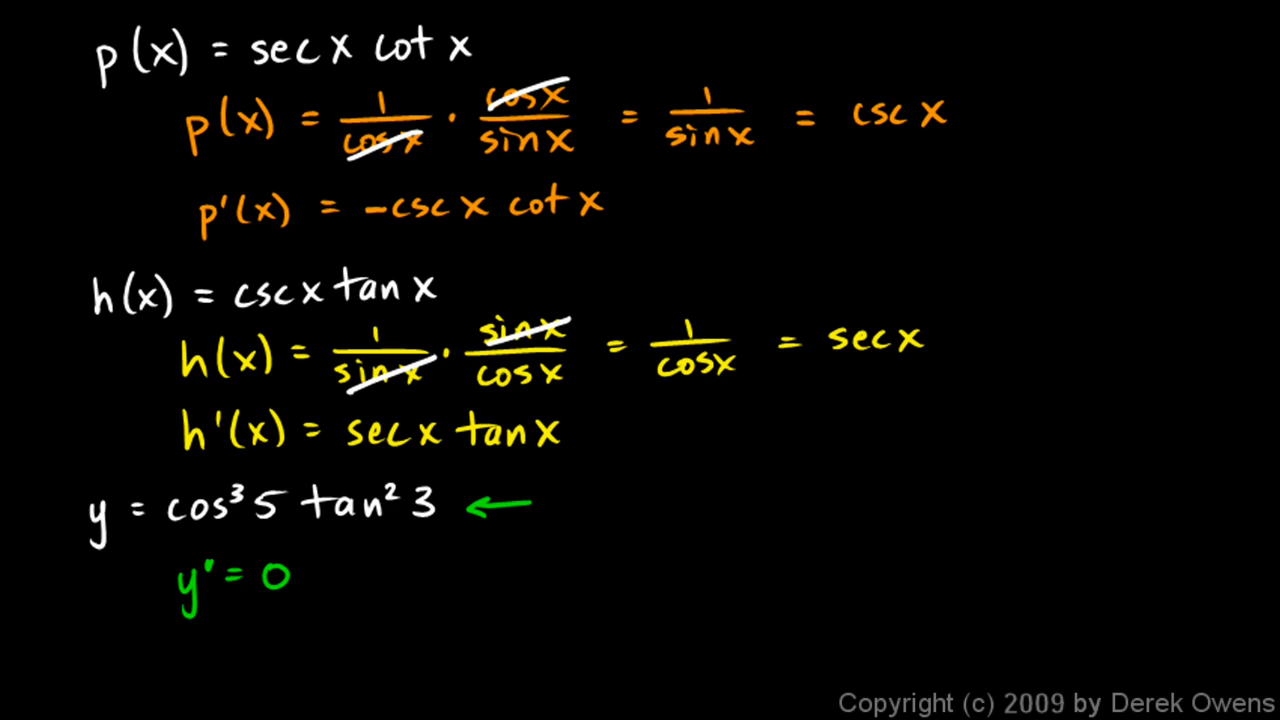 p(x) = sec x cot x
p(x) = 1/cos x · cos x/sin x = 1/sin x = csc x
p'(x) = -csc x cot x
h(x) = csc x tan x
h(x) = 1/sin x · sin x/cos x = 1/cos x = sec x
h'(x) = sec x tan x
y = cos³ 5 tan² 3 ←
y' = 0
Copyright (c) 2009 by Derek Owens